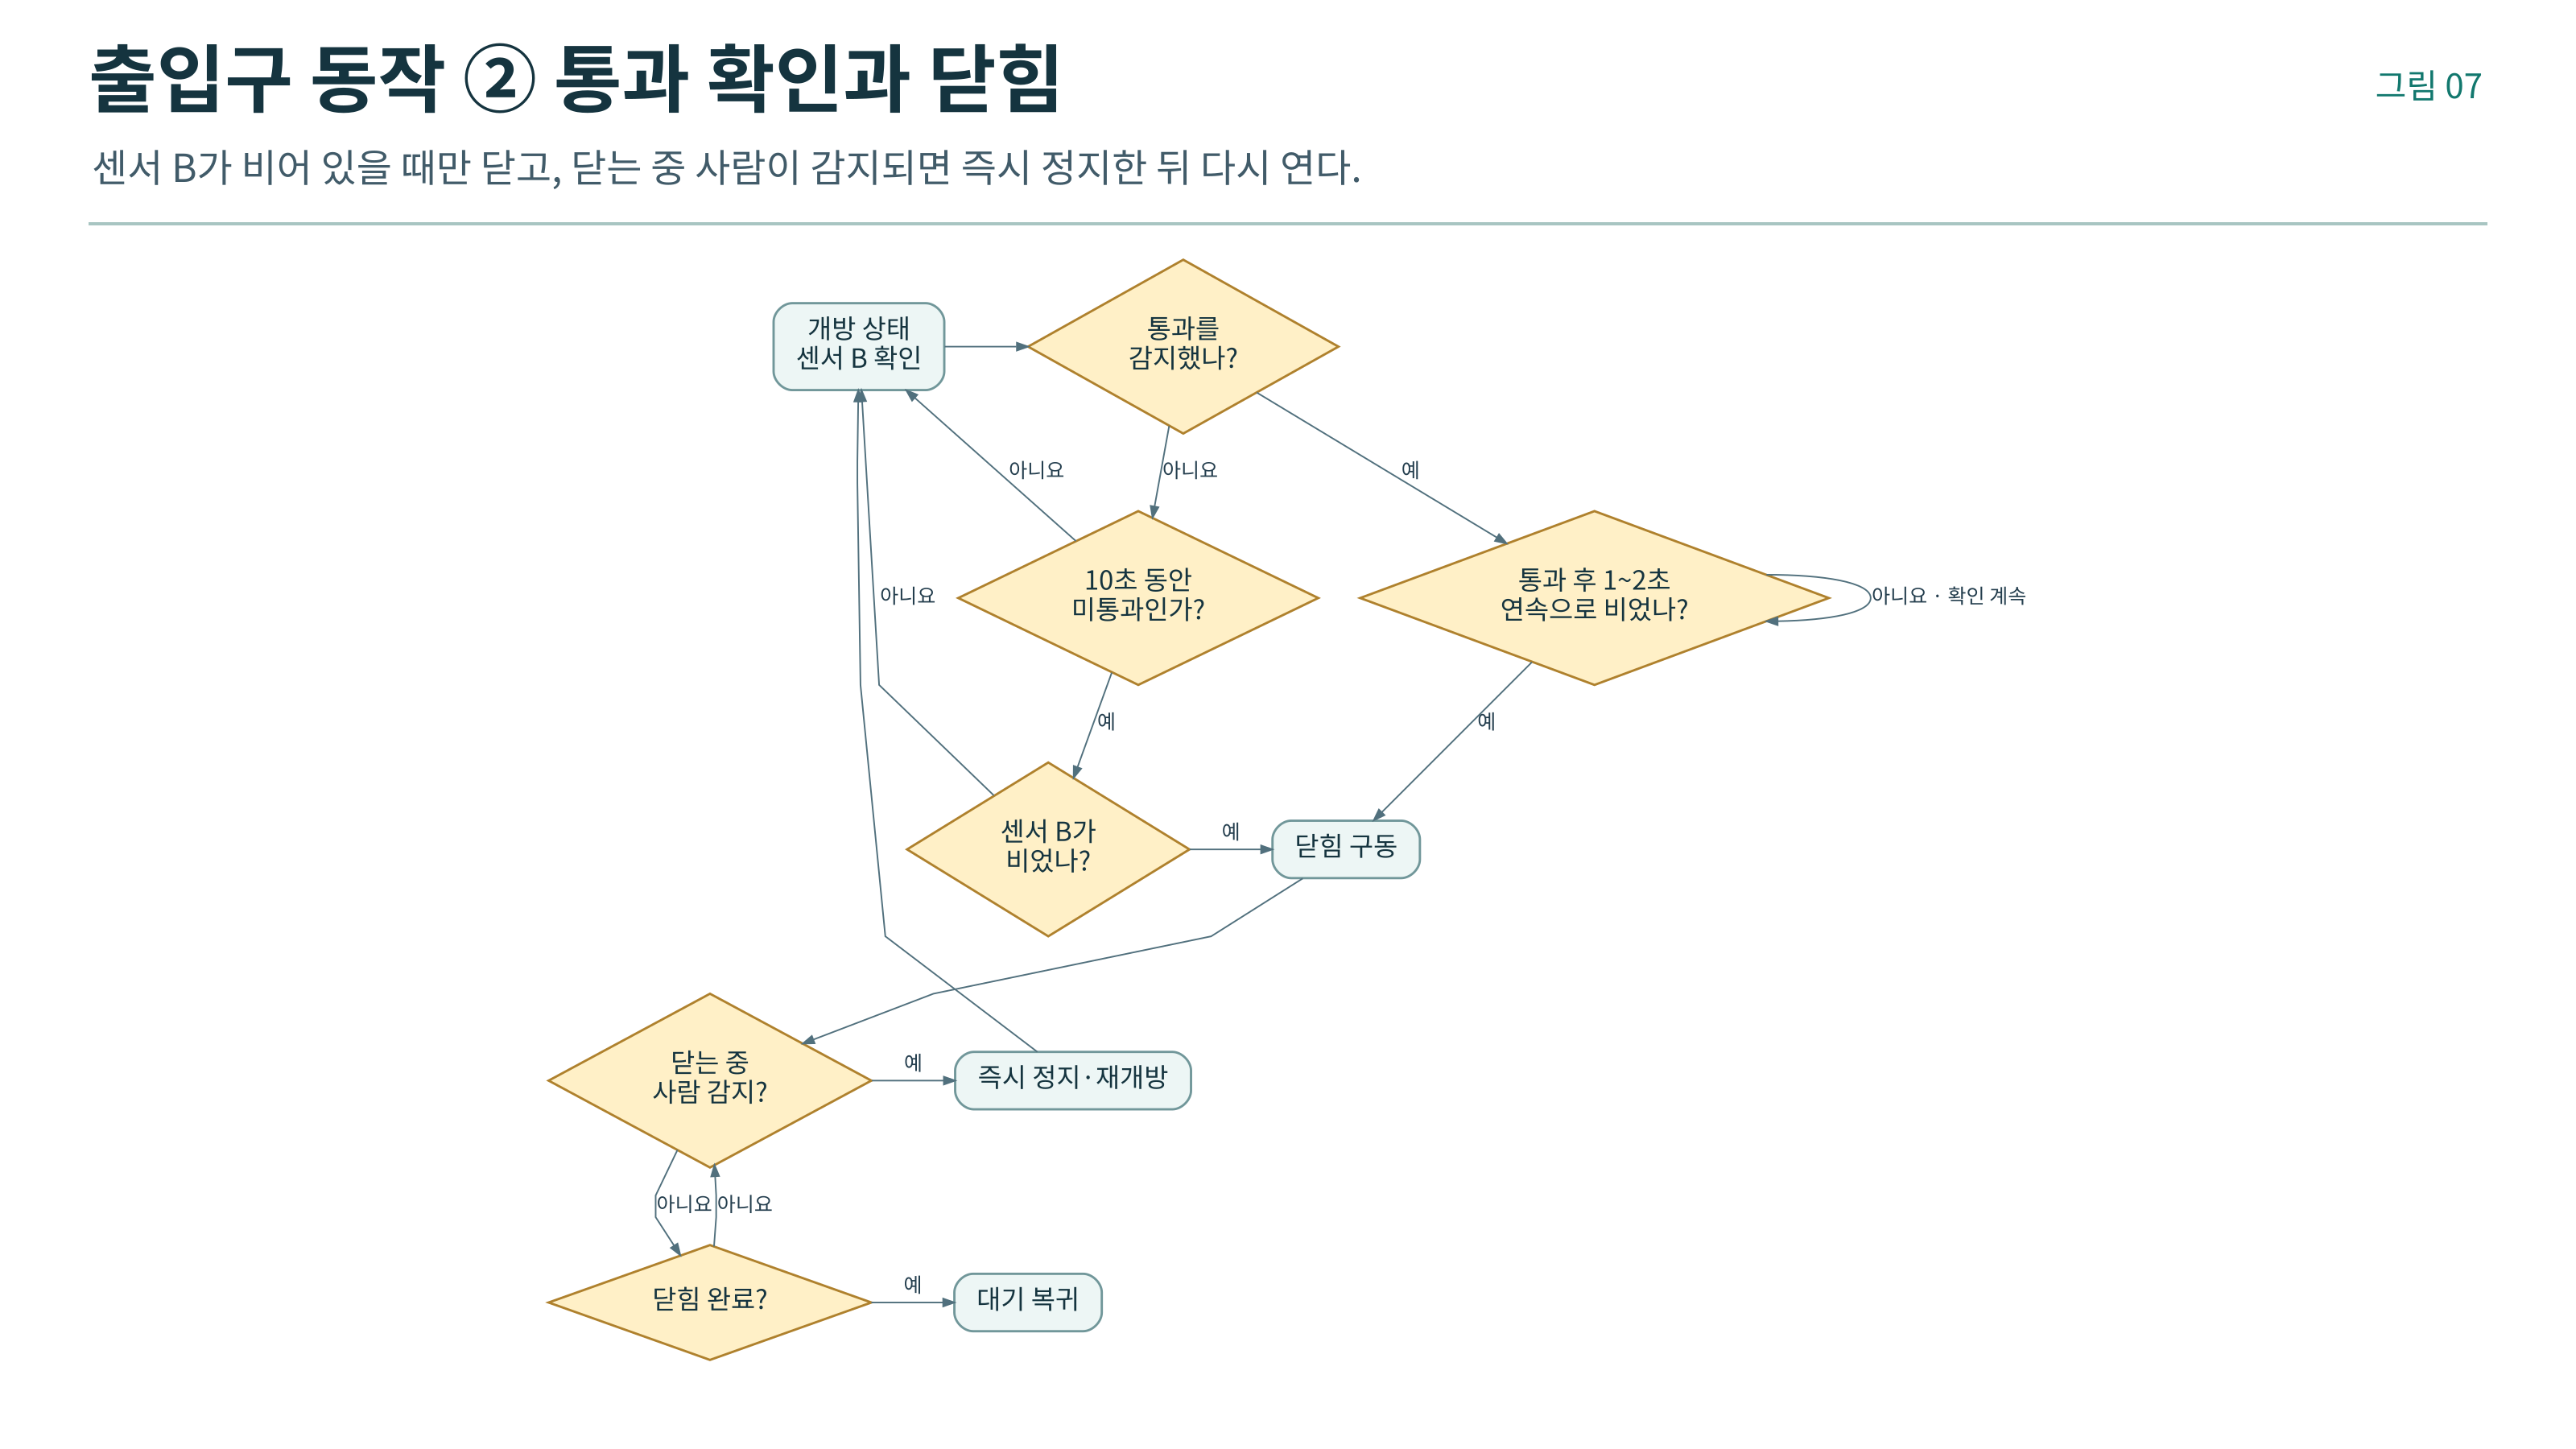 출입구 동작 ② 통과 확인과 닫힘
그림 07
센서 B가 비어 있을 때만 닫고, 닫는 중 사람이 감지되면 즉시 정지한 뒤 다시 연다.
개방 상태
센서 B 확인
통과를
감지했나?
아니요
아니요
예
10초 동안
미통과인가?
통과 후 1~2초
연속으로 비었나?
아니요 · 확인 계속
아니요
예
예
센서 B가
비었나?
예
닫힘 구동
닫는 중
사람 감지?
예
즉시 정지·재개방
아니요
아니요
닫힘 완료?
예
대기 복귀